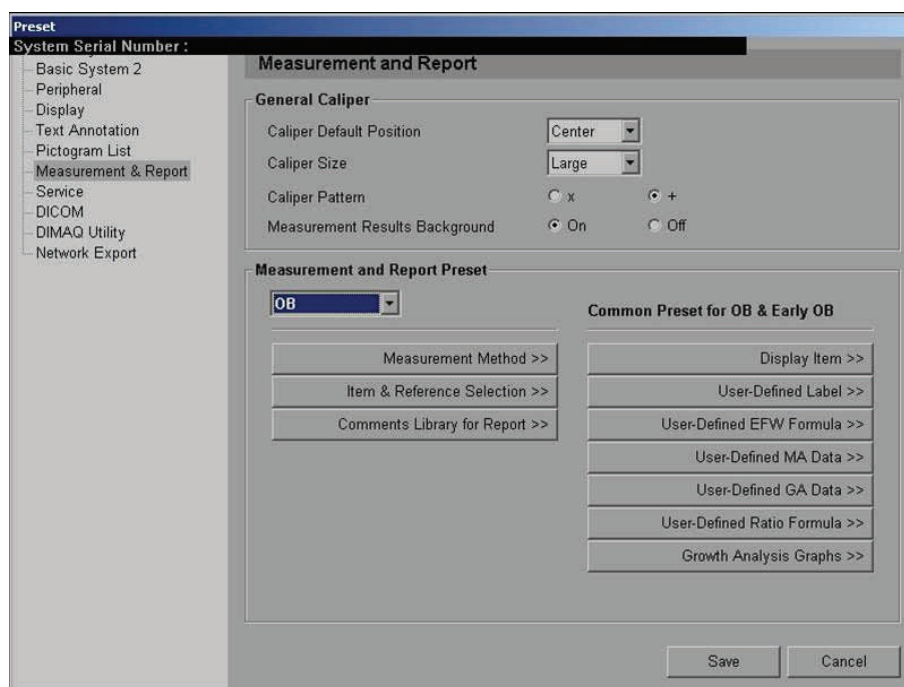 Preset
System Serial Number :
Basic System 2
Peripheral
Display
Text Annotation
Pictogram List
Measurement & Report
Service
DICOM
DIMAQ Utility
Network Export
Measurement and Report
General Caliper
Caliper Default Position Center
Caliper Size Large
Caliper Pattern x +
Measurement Results Background On Off
Measurement and Report Preset
OB
Measurement Method >>
Item & Reference Selection >>
Comments Library for Report >>
Common Preset for OB & Early OB
Display Item >>
User-Defined Label >>
User-Defined EFW Formula >>
User-Defined MA Data >>
User-Defined GA Data >>
User-Defined Ratio Formula >>
Growth Analysis Graphs >>
Save Cancel